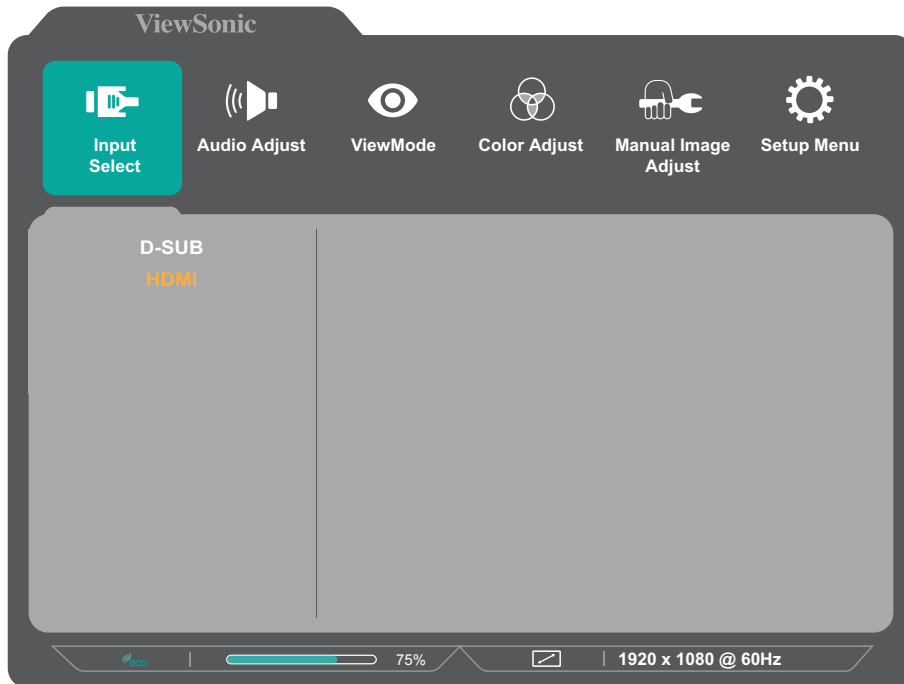 ViewSonic
Input
Select
Audio Adjust
ViewMode
Color Adjust
Manual Image
Adjust
Setup Menu
D-SUB
HDMI
eco
75%
1920 x 1080 @ 60Hz